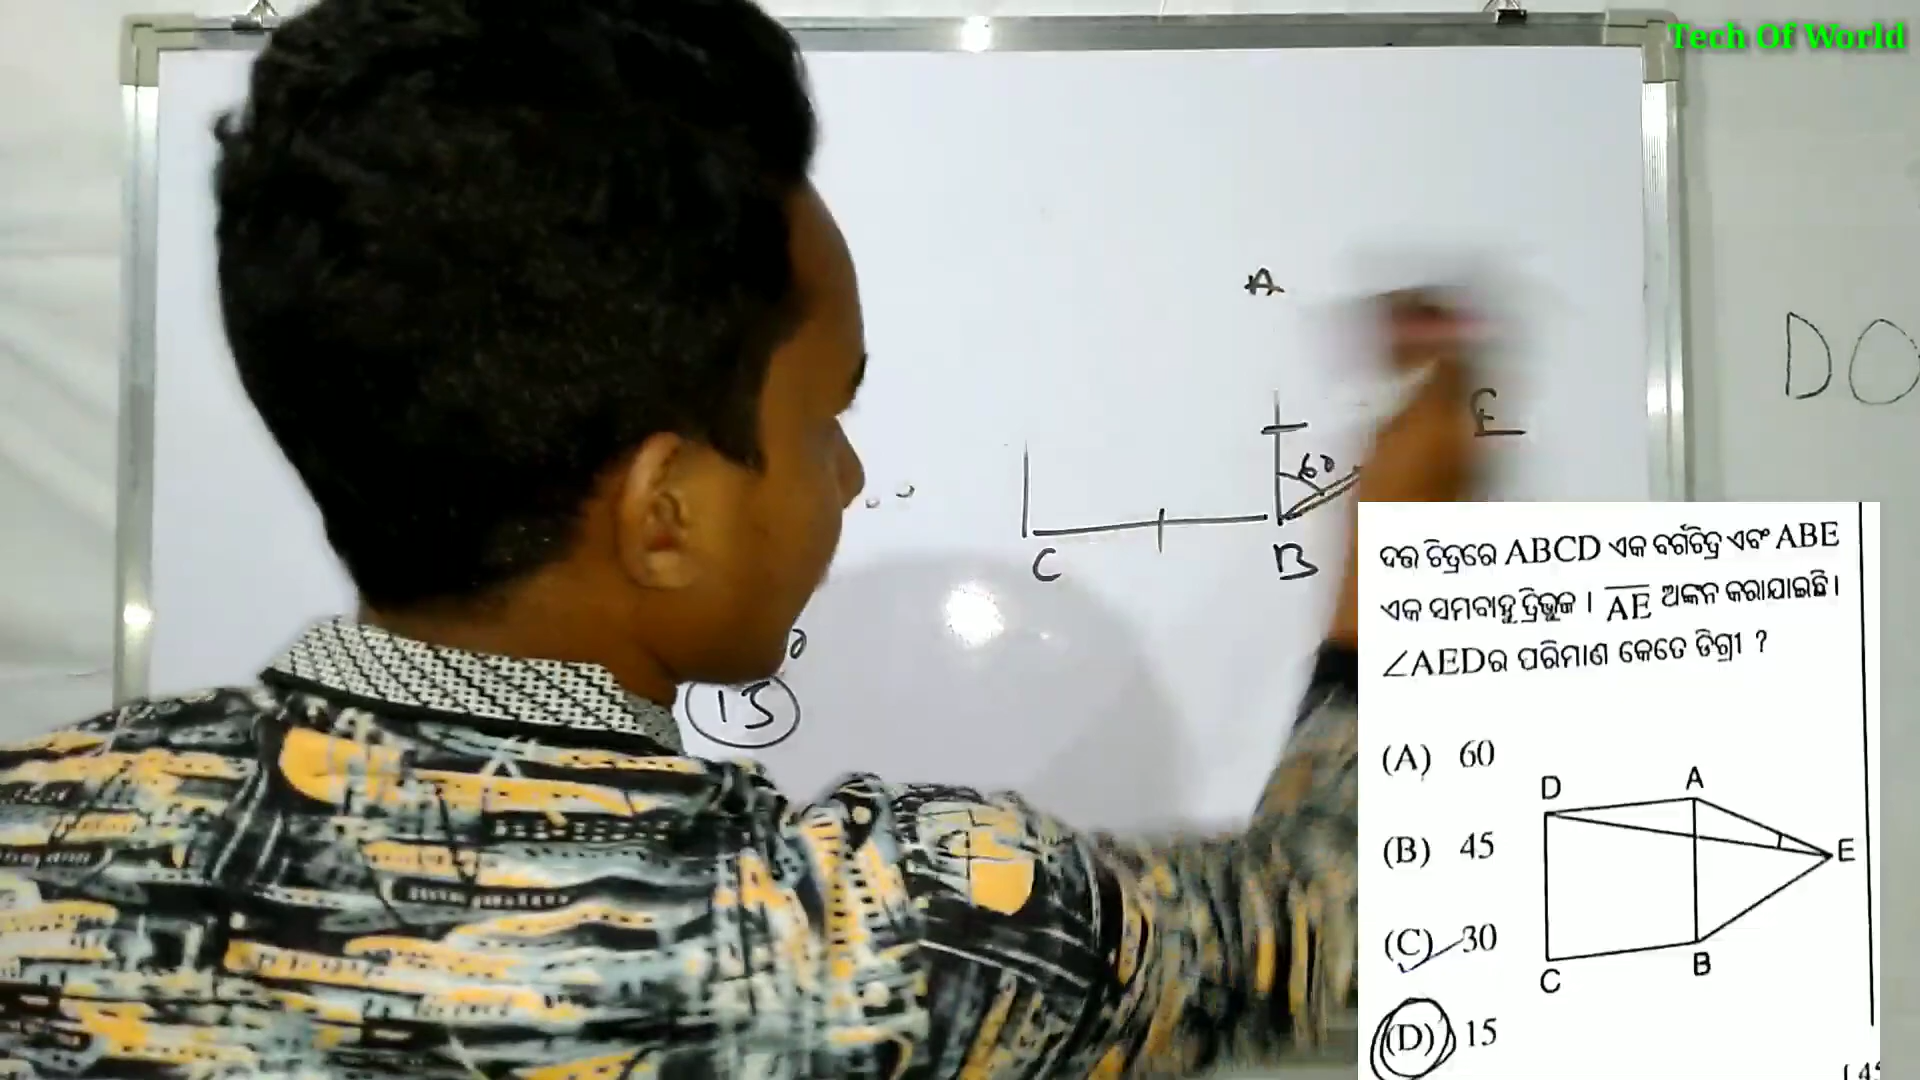 Tech Of World
A
DO
E
60
C
B
15
ଦତ୍ତ ଚିତ୍ରରେ ABCD ଏକ ବର୍ଗଚିତ୍ର ଏବଂ ABE
ଏକ ସମବାହୁ ତ୍ରିଭୁଜ । AE ଅଙ୍କନ କରାଯାଇଛି ।
∠AEDର ପରିମାଣ କେତେ ଡିଗ୍ରୀ ?
(A) 60
(B) 45
(C) 30
(D) 15
D A
E
C B